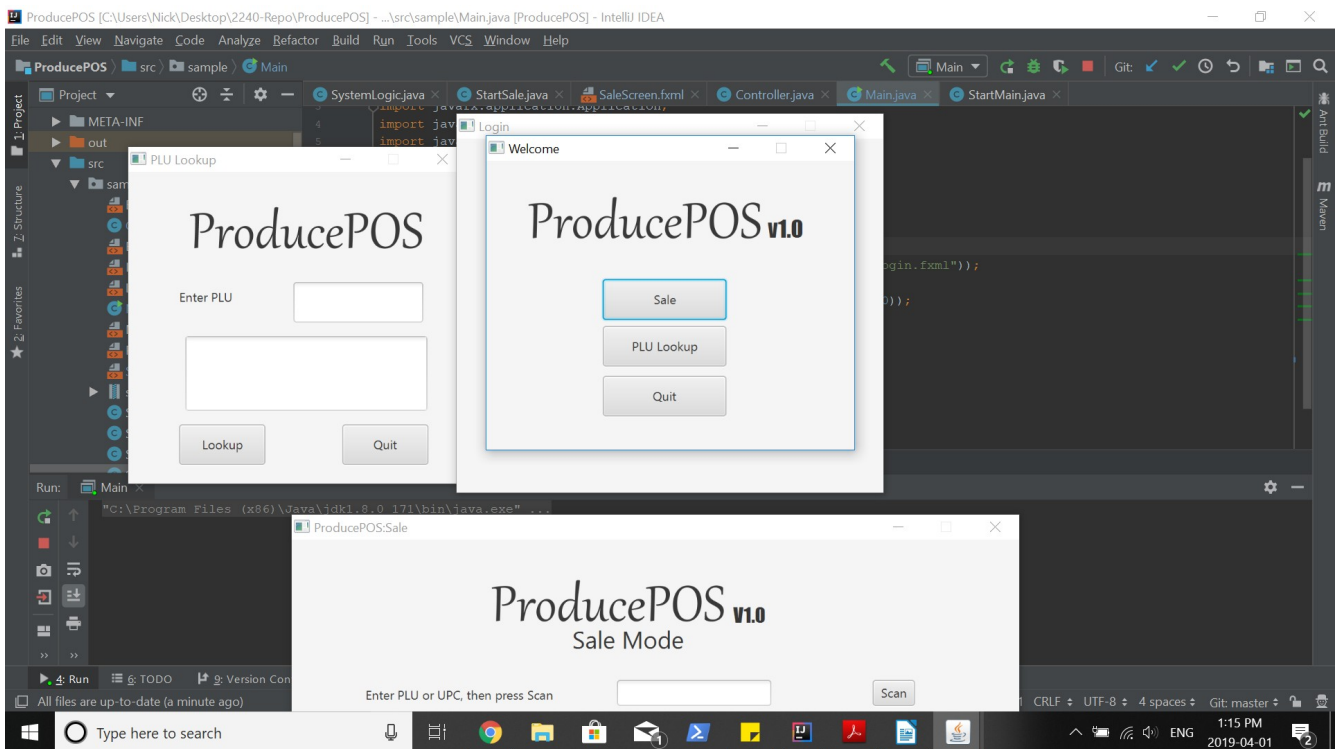 ProducePOS [C:\Users\Nick\Desktop\2240-Repo\ProducePOS] - ...\src\sample\Main.java [ProducePOS] - IntelliJ IDEA
File Edit View Navigate Code Analyze Refactor Build Run Tools VCS Window Help
ProducePOS src sample Main
Main
Git:
1: Project
Project
SystemLogic.java
StartSale.java
SaleScreen.fxml
Controller.java
Main.java
StartMain.java
Ant Build
META-INF
out
src
4 import jav
5 import jav
Login
Welcome
PLU Lookup
ProducePOS
Enter PLU
Lookup
Quit
ProducePOS v1.0
Sale
PLU Lookup
Quit
ogin.fxml"));
));
Maven
7: Structure
2: Favorites
Run: Main
"C:\Program Files (x86)\Java\jdk1.8.0_171\bin\java.exe" ...
ProducePOS:Sale
ProducePOS v1.0
Sale Mode
Enter PLU or UPC, then press Scan
Scan
4: Run 6: TODO 9: Version Con
All files are up-to-date (a minute ago)
CRLF UTF-8 4 spaces Git: master
Type here to search
1
ENG
1:15 PM
2019-04-01
2